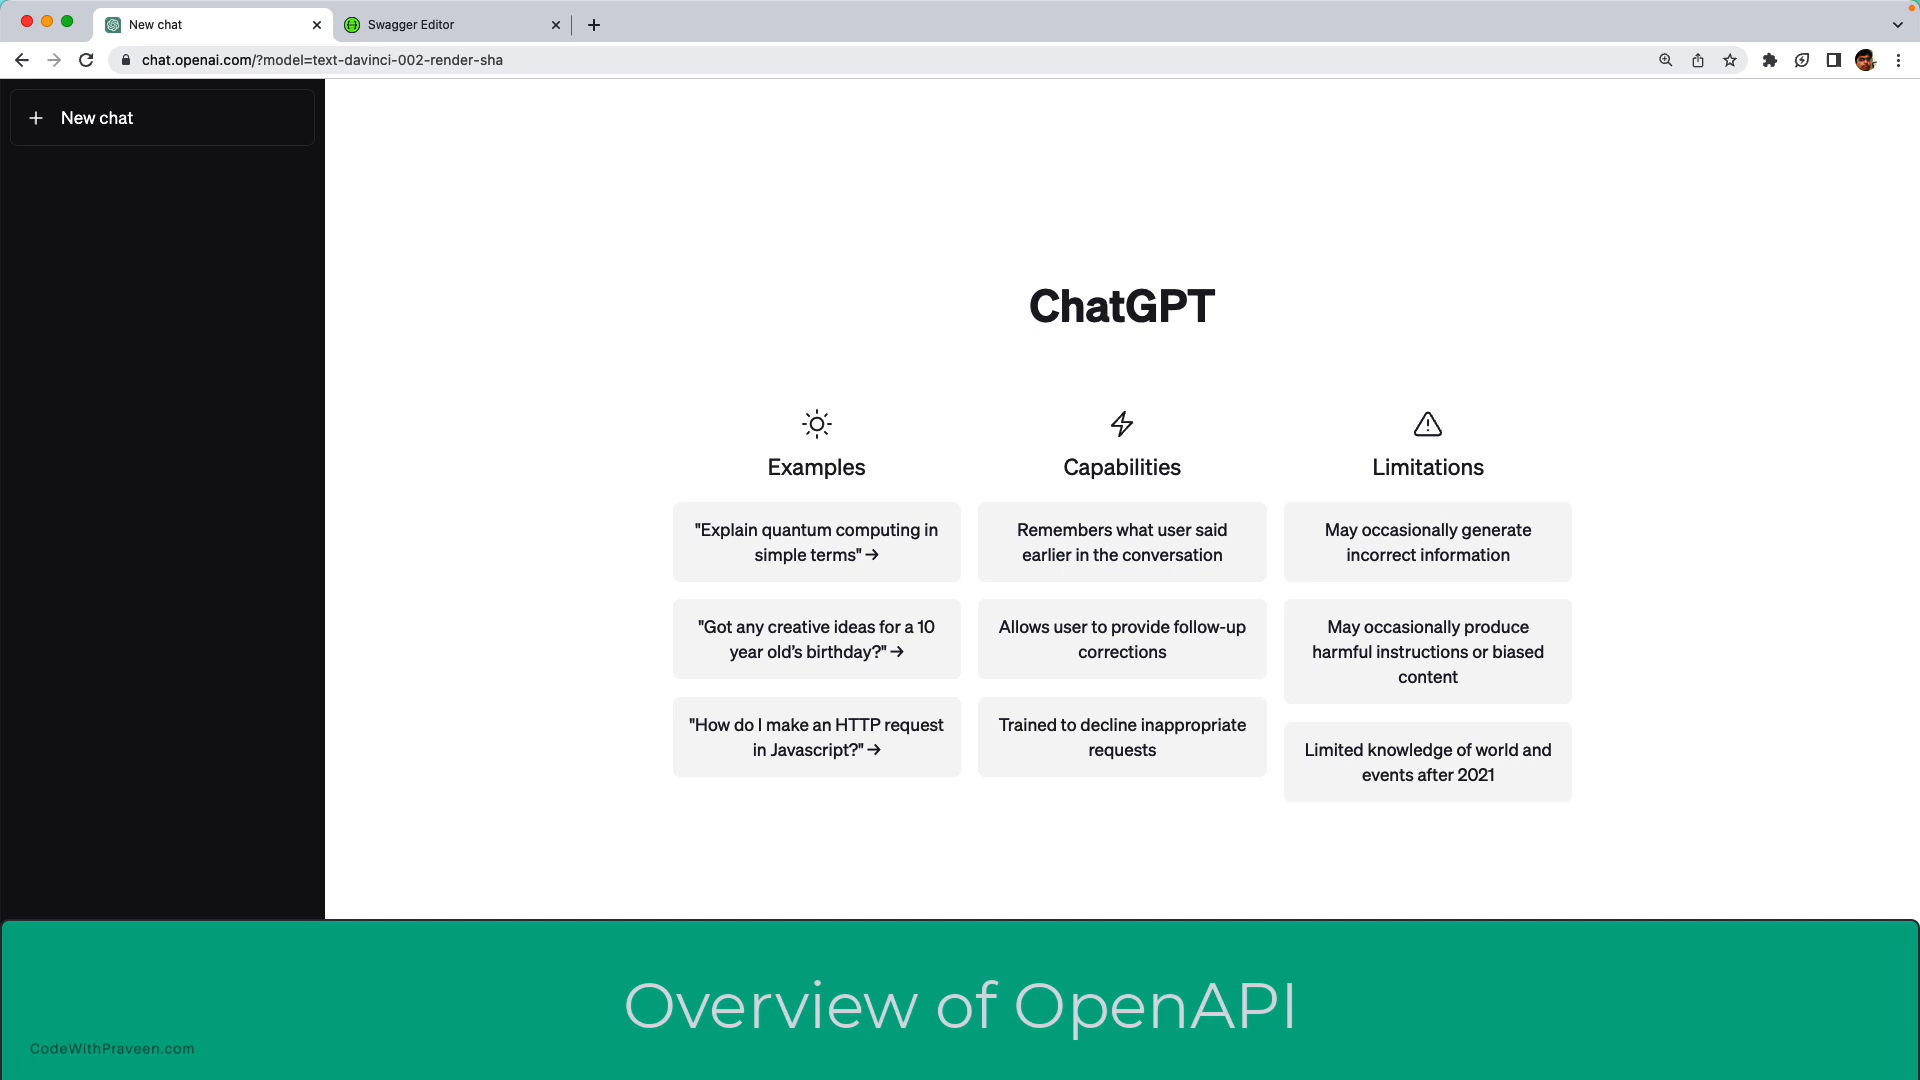 New chat
Swagger Editor
chat.openai.com/?model=text-davinci-002-render-sha
New chat
ChatGPT
Examples
"Explain quantum computing in
simple terms" →
"Got any creative ideas for a 10
year old’s birthday?" →
"How do I make an HTTP request
in Javascript?" →
Capabilities
Remembers what user said
earlier in the conversation
Allows user to provide follow-up
corrections
Trained to decline inappropriate
requests
Limitations
May occasionally generate
incorrect information
May occasionally produce
harmful instructions or biased
content
Limited knowledge of world and
events after 2021
Overview of OpenAPI
CodeWithPraveen.com